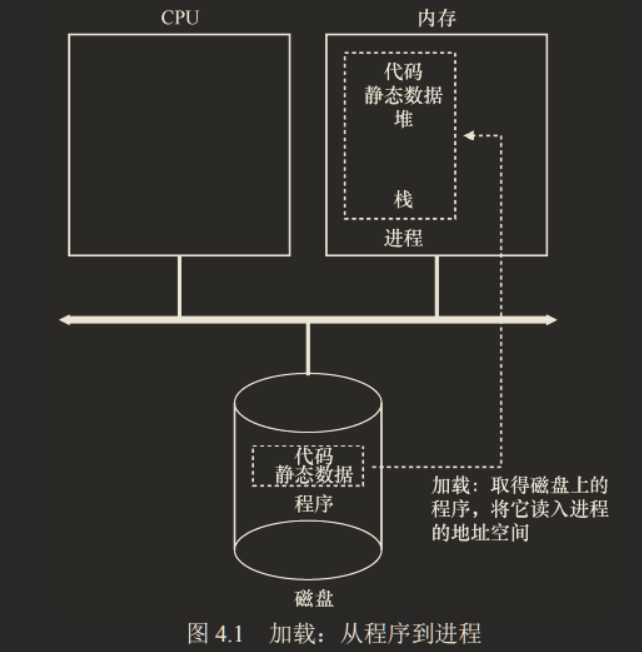 CPU
内存
代码
静态数据
堆
栈
进程
代码
静态数据
程序
加载：取得磁盘上的
程序，将它读入进程
的地址空间
磁盘
图 4.1 加载：从程序到进程